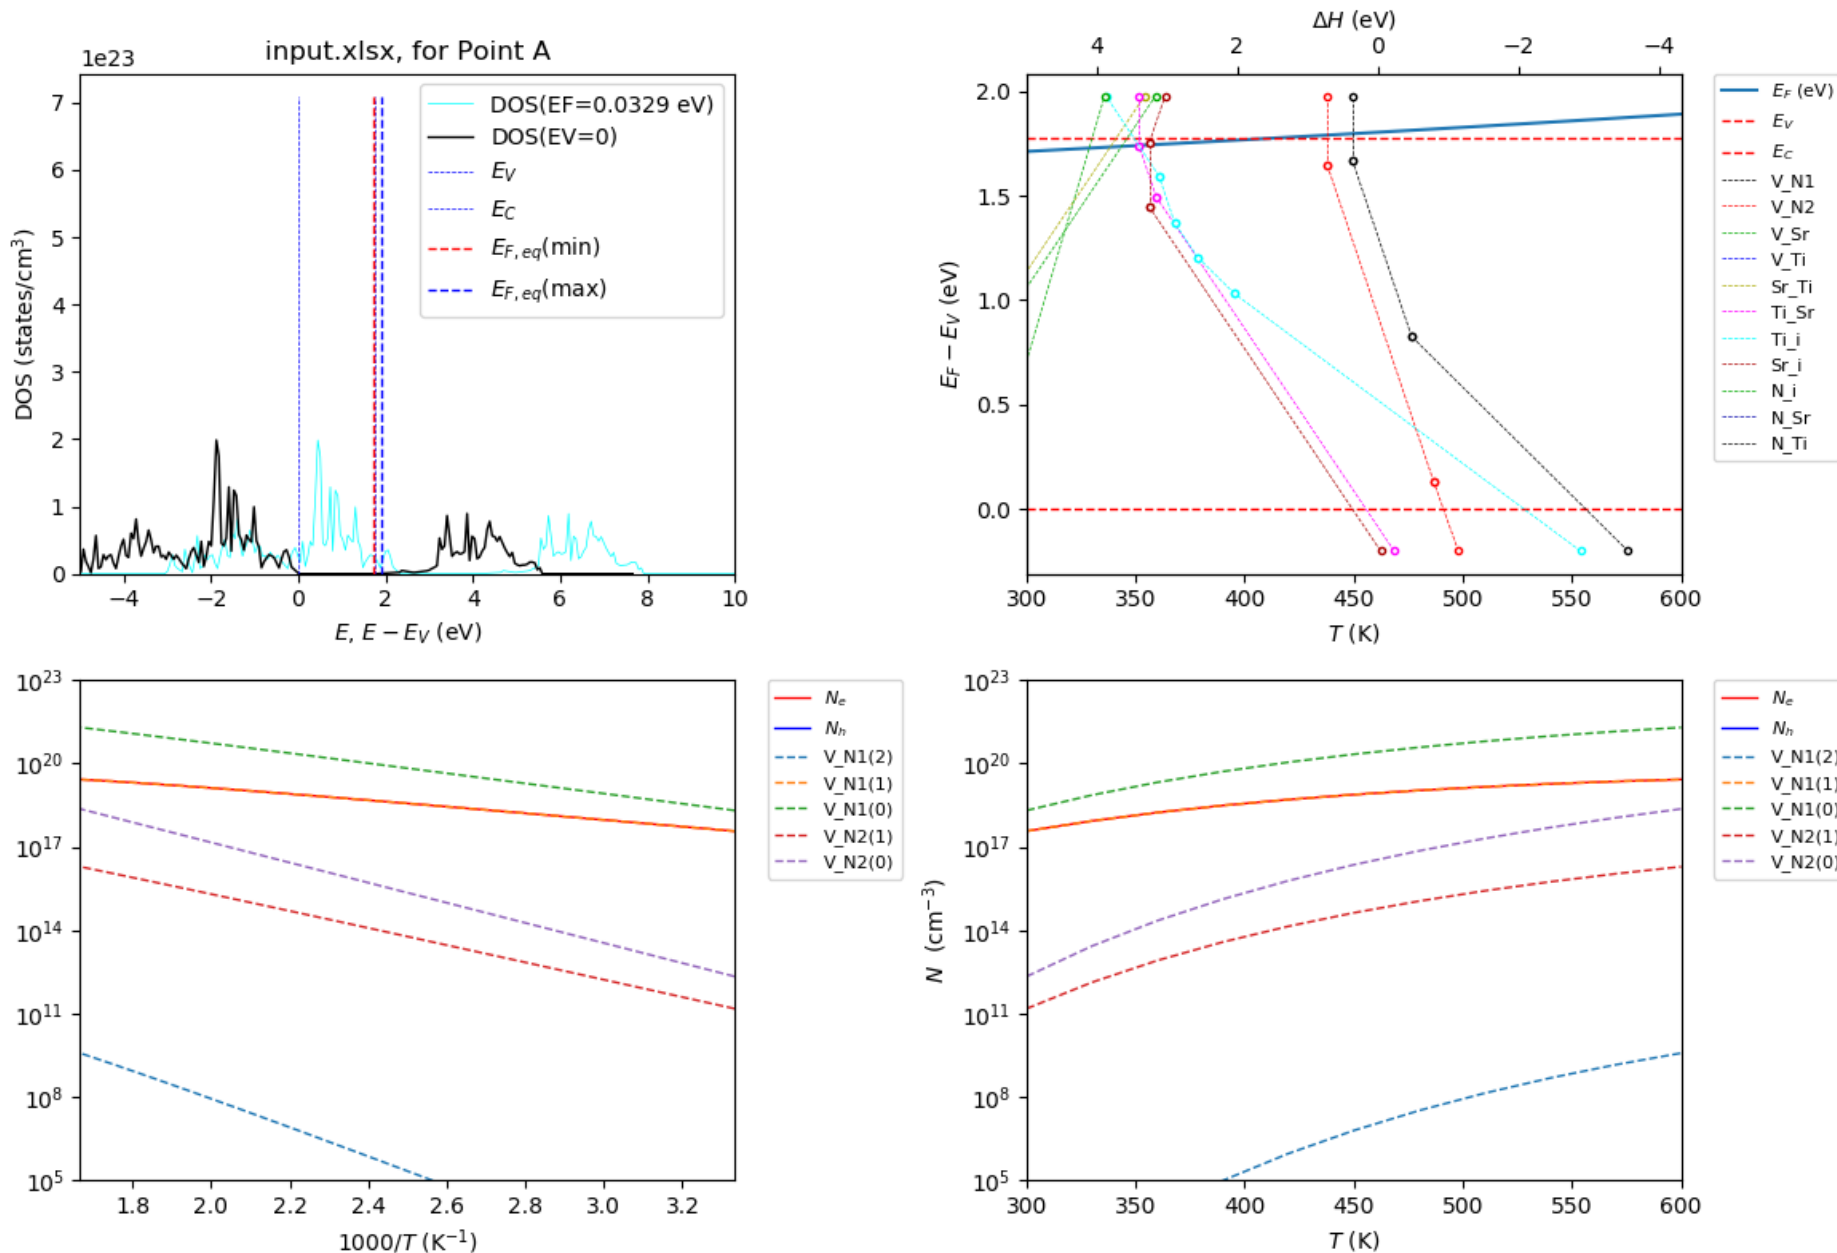 input.xlsx, for Point A
1e23
DOS (states/cm³)
7
6
5
4
3
2
1
0
−4 −2 0 2 4 6 8 10
E, E − E_V (eV)
DOS(EF=0.0329 eV)
DOS(EV=0)
E_V
E_C
E_F,eq(min)
E_F,eq(max)
ΔH (eV)
4 2 0 −2 −4
E_F − E_V (eV)
2.0
1.5
1.0
0.5
0.0
300 350 400 450 500 550 600
T (K)
E_F (eV)
E_V
E_C
V_N1
V_N2
V_Sr
V_Ti
Sr_Ti
Ti_Sr
Ti_i
Sr_i
N_i
N_Sr
N_Ti
10²³
10²⁰
10¹⁷
10¹⁴
10¹¹
10⁸
10⁵
1.8 2.0 2.2 2.4 2.6 2.8 3.0 3.2
1000/T (K⁻¹)
N_e
N_h
V_N1(2)
V_N1(1)
V_N1(0)
V_N2(1)
V_N2(0)
N (cm⁻³)
10²³
10²⁰
10¹⁷
10¹⁴
10¹¹
10⁸
10⁵
300 350 400 450 500 550 600
T (K)
N_e
N_h
V_N1(2)
V_N1(1)
V_N1(0)
V_N2(1)
V_N2(0)